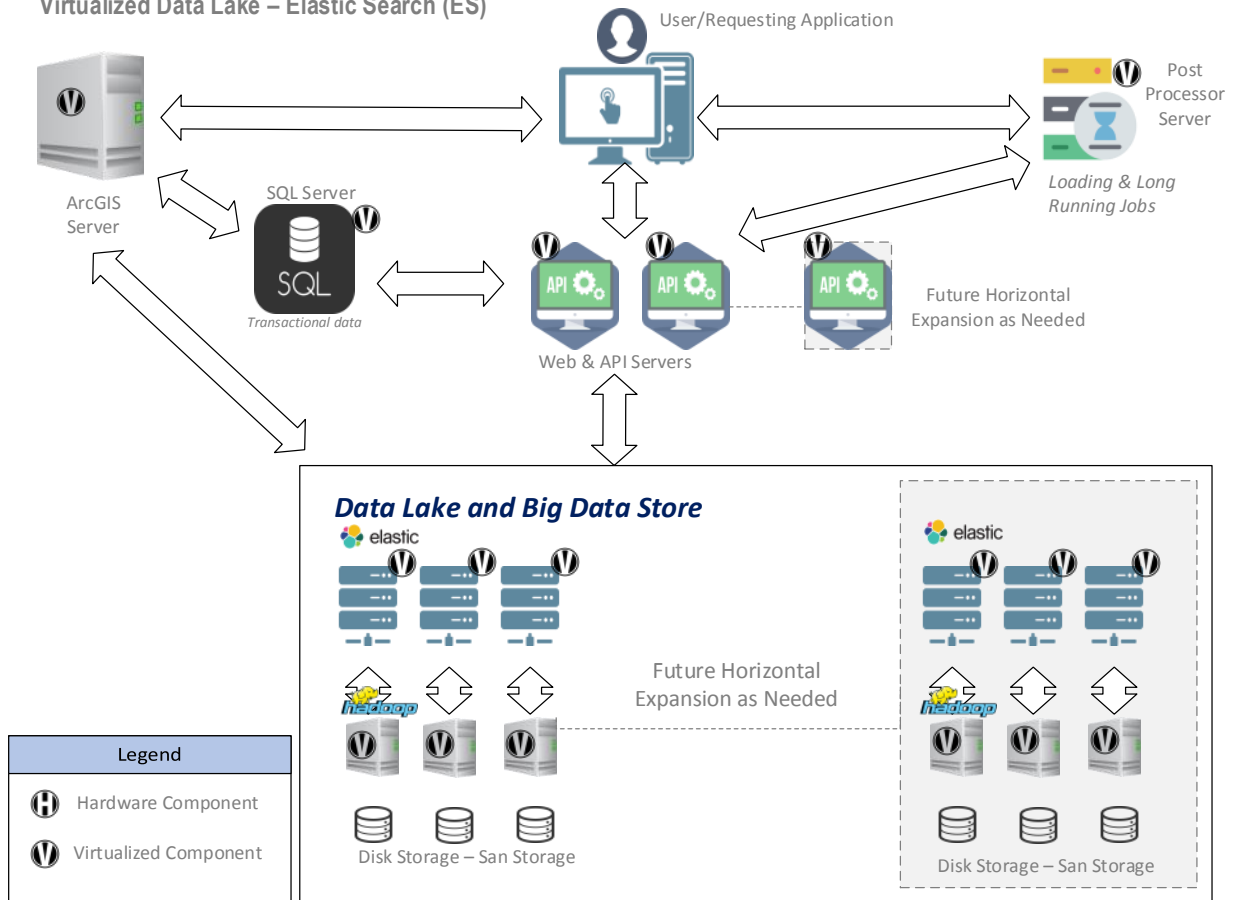 Virtualized Data Lake – Elastic Search (ES)
User/Requesting Application
V
V
Post
Processor
Server
Loading & Long
Running Jobs
ArcGIS
Server
SQL Server
V
SQL
Transactional data
V
V
V
API
API
API
Future Horizontal
Expansion as Needed
Web & API Servers
Data Lake and Big Data Store
elastic
V
V
V
hadoop
V
V
V
Disk Storage – San Storage
Future Horizontal
Expansion as Needed
elastic
V
V
V
hadoop
V
V
V
Disk Storage – San Storage
Legend
H Hardware Component
V Virtualized Component